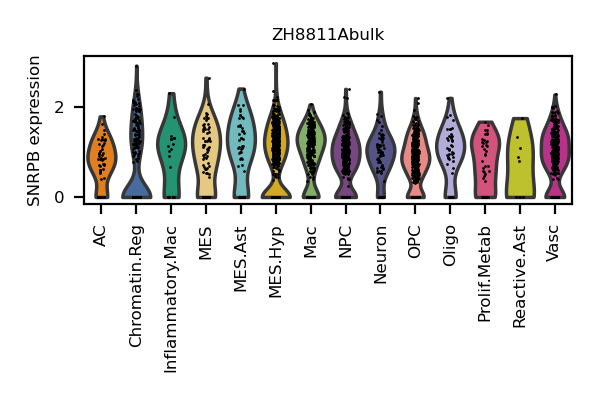 ZH8811Abulk
SNRPB expression
2
0
AC
Chromatin.Reg
Inflammatory.Mac
MES
MES.Ast
MES.Hyp
Mac
NPC
Neuron
OPC
Oligo
Prolif.Metab
Reactive.Ast
Vasc